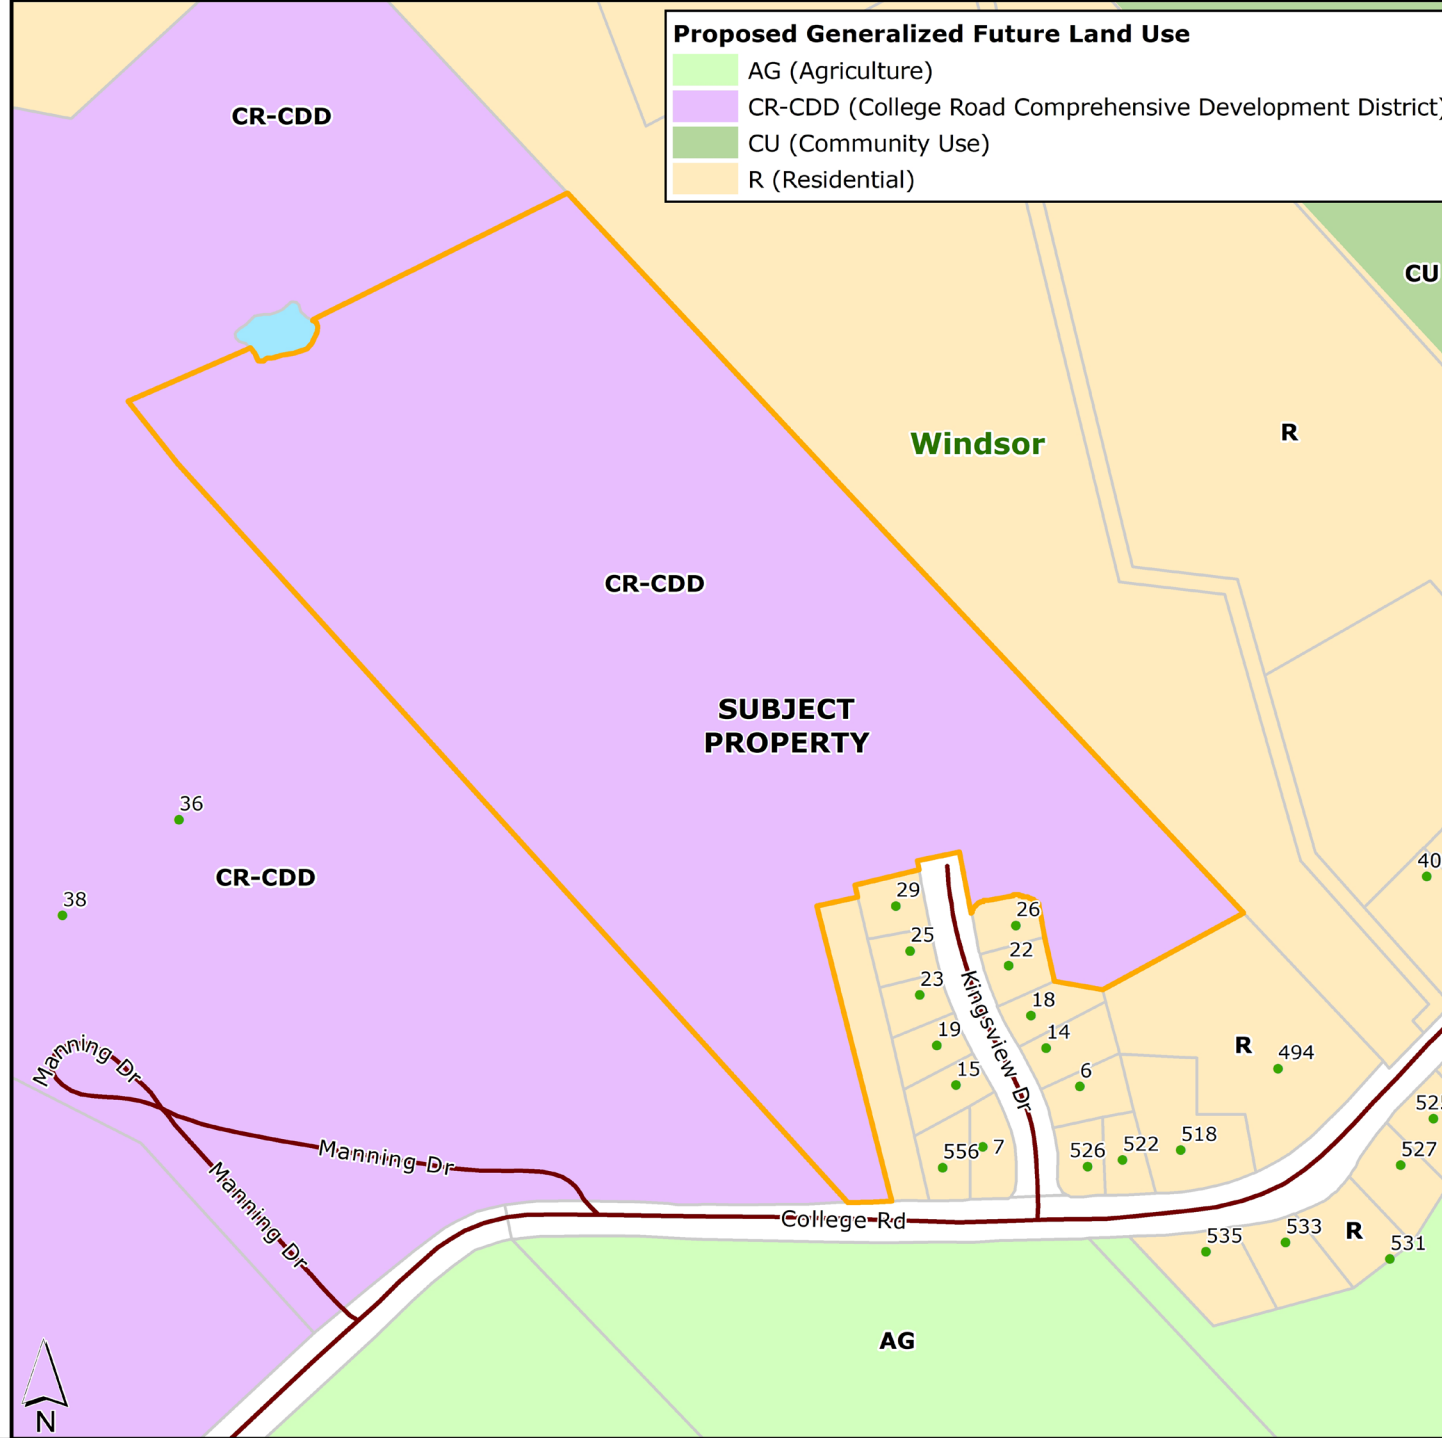 Proposed Generalized Future Land Use
AG (Agriculture)
CR-CDD (College Road Comprehensive Development District)
CU (Community Use)
R (Residential)
CR-CDD
CU
Windsor
R
CR-CDD
SUBJECT
PROPERTY
36
CR-CDD
38
40
29
26
25
22
23
18
19
14
15
6
R
494
Kingsview Dr
Manning Dr
Manning Dr
Manning Dr
556
7
526
522
518
525
527
College Rd
535
533
R
531
AG
N